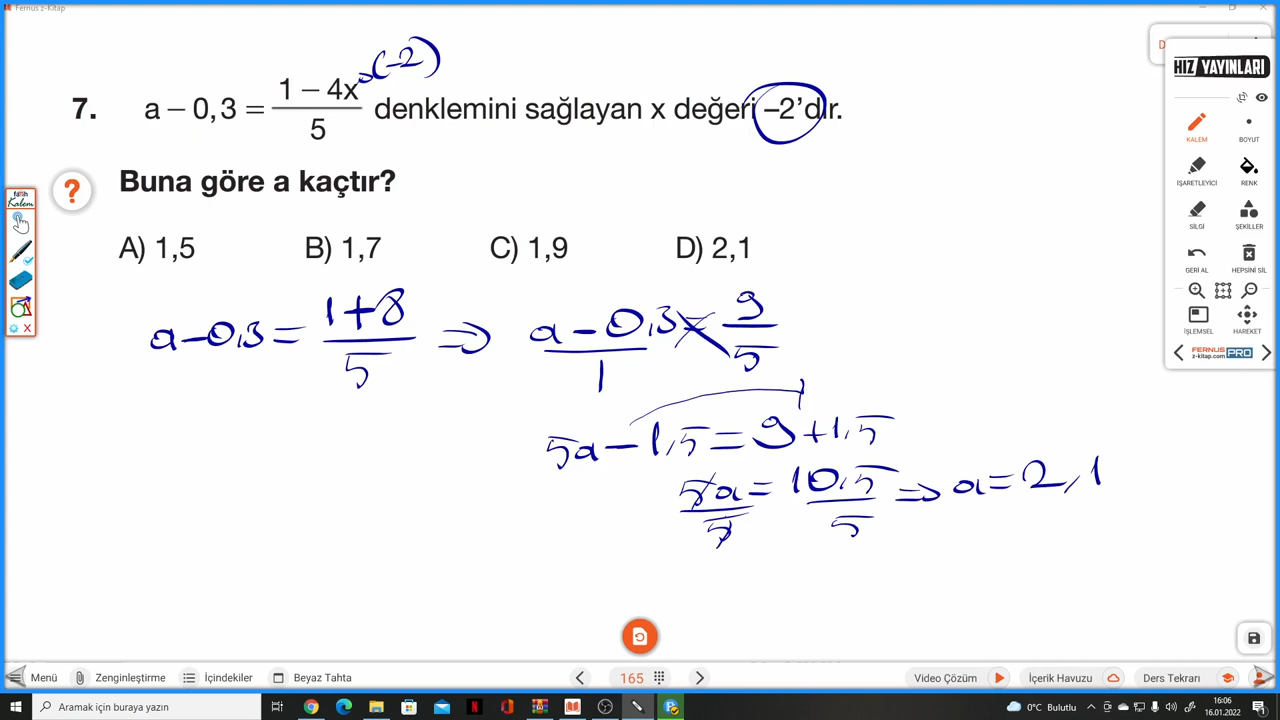 Fernus z-Kitap
7. a – 0,3 = (1 – 4x)/5 denklemini sağlayan x değeri –2'dir.
(–2)
Buna göre a kaçtır?
A) 1,5 B) 1,7 C) 1,9 D) 2,1
a – 0,3 = (1+8)/5 ⇒ (a – 0,3)/1 = 9/5
5a – 1,5 = 9 + 1,5
5a/5 = 10,5/5 ⇒ a = 2,1
fatih
Kalem
HIZ YAYINLARI
KALEM
BOYUT
İŞARETLEYİCİ
RENK
SİLGİ
ŞEKİLLER
GERİ AL
HEPSİNİ SİL
İŞLEMSEL
HAREKET
FERNUS
z-kitap.com
PRO
Menü
Zenginleştirme
İçindekiler
Beyaz Tahta
165
Video Çözüm
İçerik Havuzu
Ders Tekrarı
Aramak için buraya yazın
0°C Bulutlu
16:06
16.01.2022